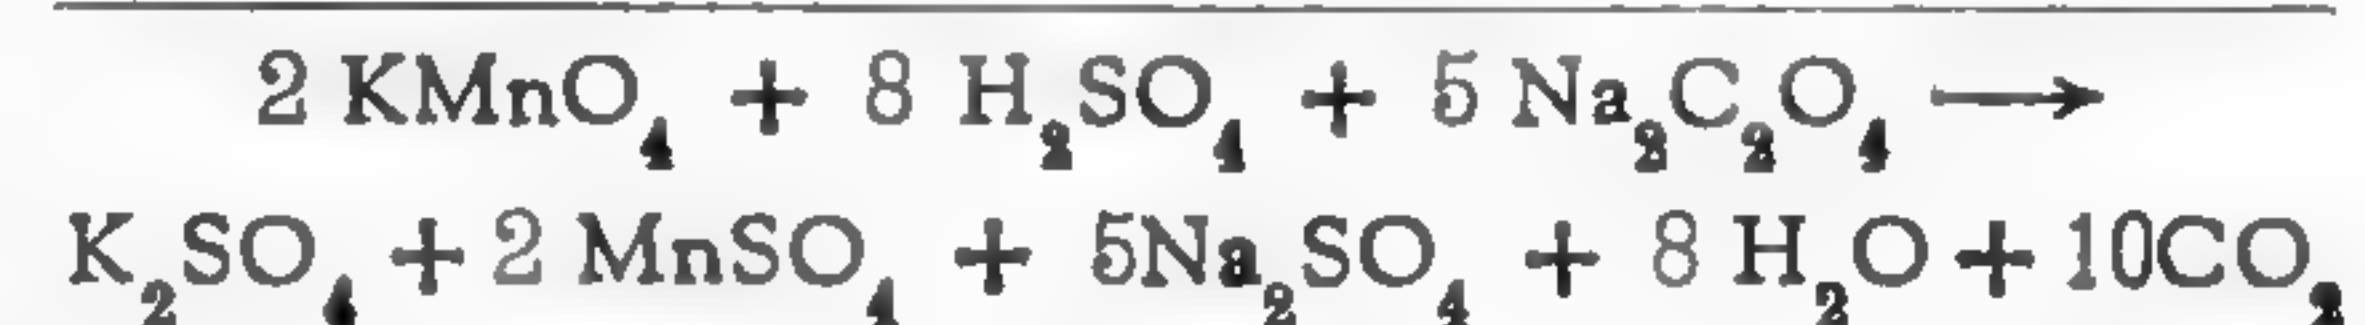 2 KMnO₄ + 8 H₂SO₄ + 5 Na₂C₂O₄ ⟶
K₂SO₄ + 2 MnSO₄ + 5Na₂SO₄ + 8 H₂O + 10CO₂